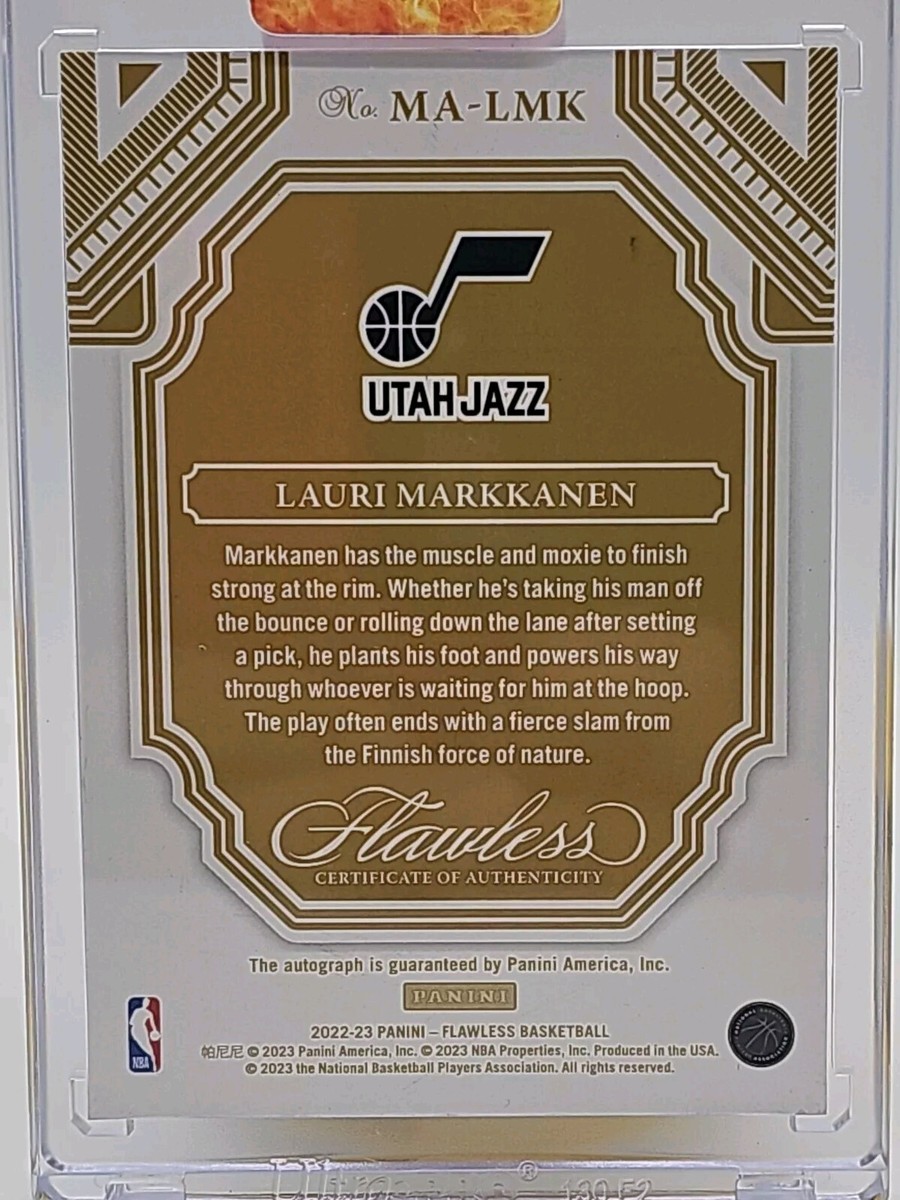 No. MA-LMK
UTAH JAZZ
LAURI MARKKANEN
Markkanen has the muscle and moxie to finish
strong at the rim. Whether he's taking his man off
the bounce or rolling down the lane after setting
a pick, he plants his foot and powers his way
through whoever is waiting for him at the hoop.
The play often ends with a fierce slam from
the Finnish force of nature.
Flawless
CERTIFICATE OF AUTHENTICITY
The autograph is guaranteed by Panini America, Inc.
PANINI
2022-23 PANINI – FLAWLESS BASKETBALL
帕尼尼 © 2023 Panini America, Inc. © 2023 NBA Properties, Inc. Produced in the USA.
© 2023 the National Basketball Players Association. All rights reserved.
NBA